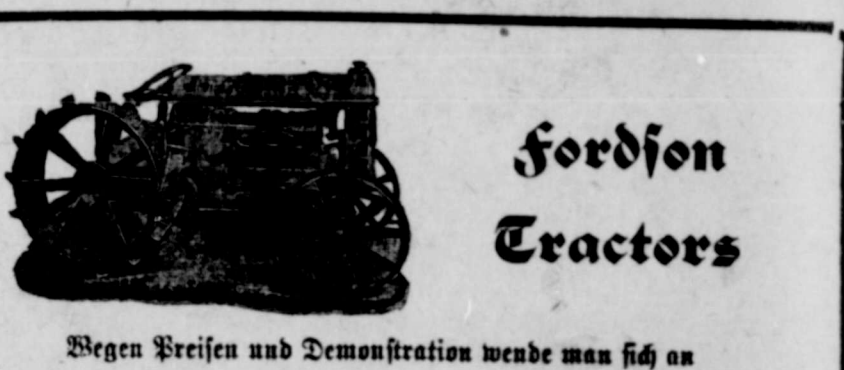 Fordſon
Tractors
Wegen Preiſen und Demonſtration wende man ſich an